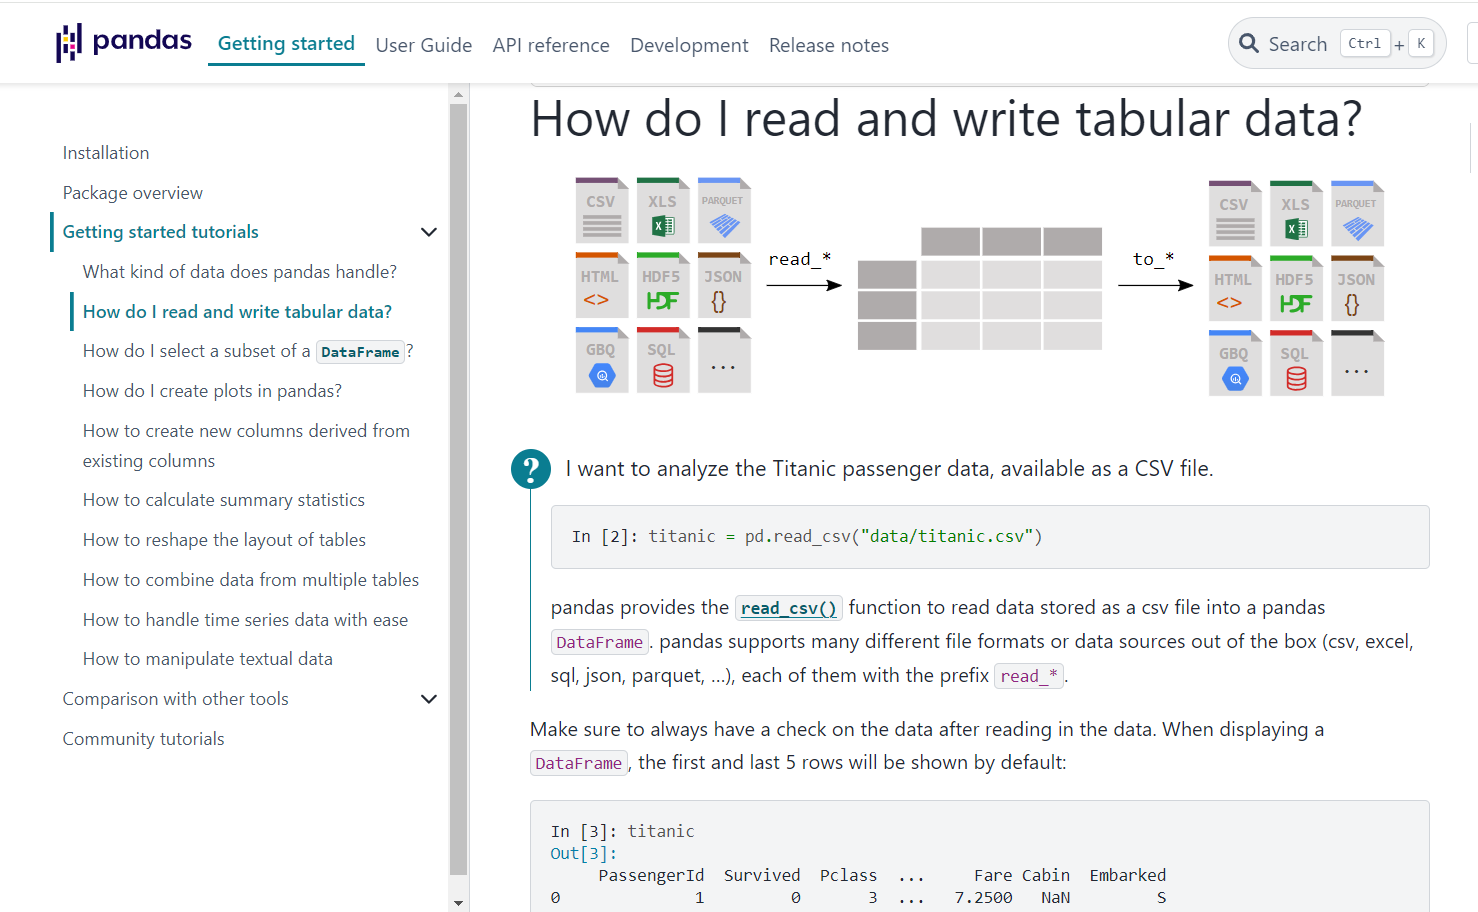 pandas
Getting started
User Guide
API reference
Development
Release notes
Search Ctrl + K
Installation
Package overview
Getting started tutorials
What kind of data does pandas handle?
How do I read and write tabular data?
How do I select a subset of a DataFrame?
How do I create plots in pandas?
How to create new columns derived from
existing columns
How to calculate summary statistics
How to reshape the layout of tables
How to combine data from multiple tables
How to handle time series data with ease
How to manipulate textual data
Comparison with other tools
Community tutorials
How do I read and write tabular data?
CSV XLS PARQUET
HTML HDF5 JSON
<> HDF {}
GBQ SQL ...
read_*
to_*
CSV XLS PARQUET
HTML HDF5 JSON
<> HDF {}
GBQ SQL ...
? I want to analyze the Titanic passenger data, available as a CSV file.
In [2]: titanic = pd.read_csv("data/titanic.csv")
pandas provides the read_csv() function to read data stored as a csv file into a pandas
DataFrame. pandas supports many different file formats or data sources out of the box (csv, excel,
sql, json, parquet, …), each of them with the prefix read_*.
Make sure to always have a check on the data after reading in the data. When displaying a
DataFrame, the first and last 5 rows will be shown by default:
In [3]: titanic
Out[3]:
PassengerId Survived Pclass ... Fare Cabin Embarked
0 1 0 3 ... 7.2500 NaN S